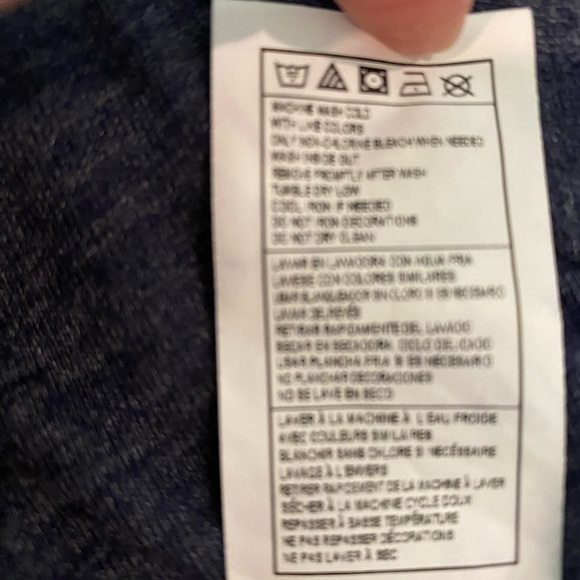 MACHINE WASH COLD
WITH LIKE COLORS
ONLY NON-CHLORINE BLEACH WHEN NEEDED
WASH INSIDE OUT
REMOVE PROMPTLY AFTER WASH
TUMBLE DRY LOW
COOL IRON IF NEEDED
DO NOT IRON DECORATIONS
DO NOT DRY CLEAN
LAVAR EN LAVADORA CON AGUA FRIA
LAVESE CON COLORES SIMILARES
USAR BLANQUEADOR SIN CLORO SI ES NECESARIO
LAVAR DEL REVÉS
RETIRAR RAPIDAMENTE DEL LAVADO
SECAR EN SECADORA, CICLO DELICADO
USAR PLANCHA FRIA SI ES NECESARIO
NO PLANCHAR DECORACIONES
NO SE LAVE EN SECO
LAVER À LA MACHINE À L'EAU FROIDE
AVEC COULEURS SIMILAIRES
BLANCHIR SANS CHLORE SI NÉCESSAIRE
LAVAGE À L'ENVERS
RETIRER RAPIDEMENT DE LA MACHINE À LAVER
SÉCHER À LA MACHINE CYCLE DOUX
REPASSER À BASSE TEMPÉRATURE
NE PAS REPASSER DÉCORATIONS
NE PAS LAVER À SEC